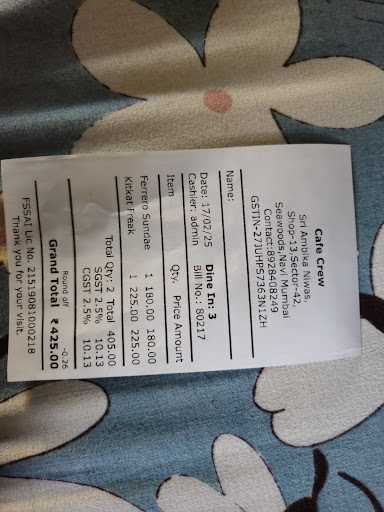 Cafe Crew
Sri Ambika Niwas,
Shop-13,Sector-42,
Seawoods,Navi Mumbai
Contact:8928408249
GSTIN-27JUHPS7363N1ZH
Name:
Date: 17/02/25 Dine In: 3
Cashier: admin Bill No.: 80217
Item Qty. Price Amount
Ferrero Sundae 1 180.00 180.00
Kitkat Freak 1 225.00 225.00
Total Qty: 2 Total 405.00
SGST 2.5% 10.13
CGST 2.5% 10.13
Round off -0.26
Grand Total ₹ 425.00
FSSAI Lic No. 21519081000218
Thank you for your visit.